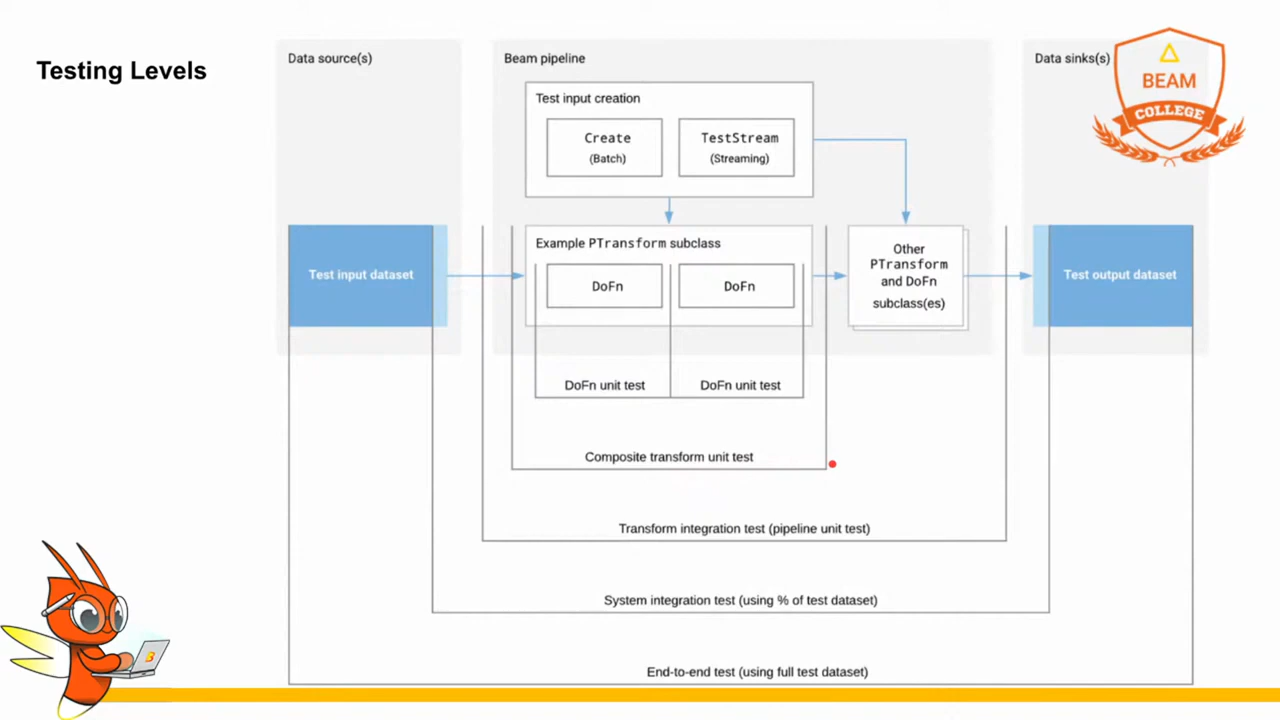 Testing Levels
Data source(s)
Beam pipeline
Data sinks(s)
BEAM
COLLEGE
Test input creation
Create
(Batch)
TestStream
(Streaming)
Test input dataset
Example PTransform subclass
DoFn
DoFn
Other
PTransform
and DoFn
subclass(es)
Test output dataset
DoFn unit test
DoFn unit test
Composite transform unit test
Transform integration test (pipeline unit test)
System integration test (using % of test dataset)
End-to-end test (using full test dataset)
B